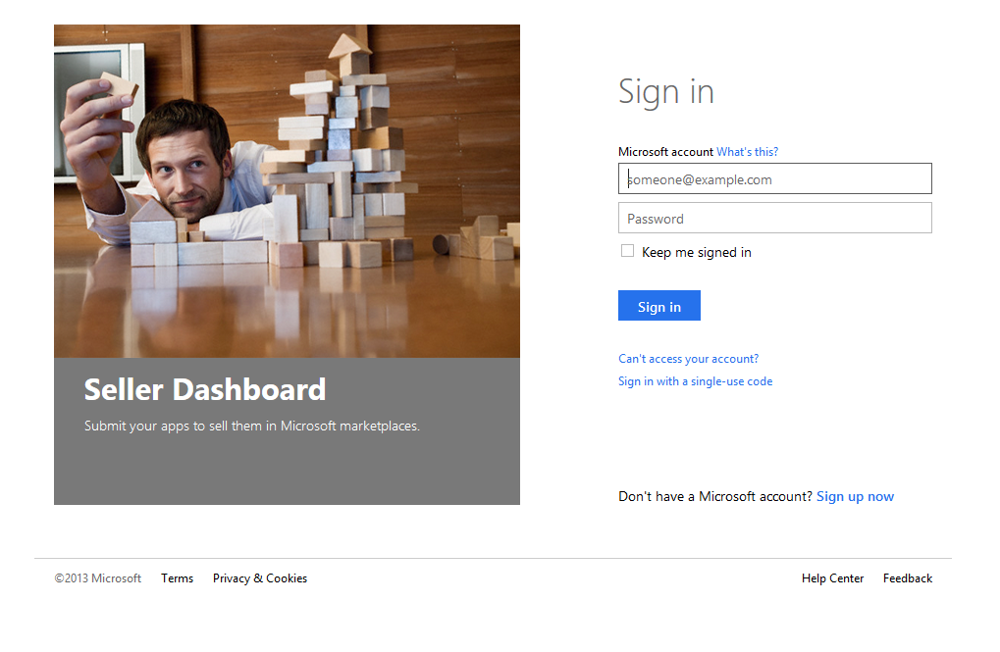 Sign in
Microsoft account What's this?
someone@example.com
Password
Keep me signed in
Sign in
Can't access your account?
Sign in with a single-use code
Seller Dashboard
Submit your apps to sell them in Microsoft marketplaces.
Don't have a Microsoft account? Sign up now
©2013 Microsoft Terms Privacy & Cookies Help Center Feedback